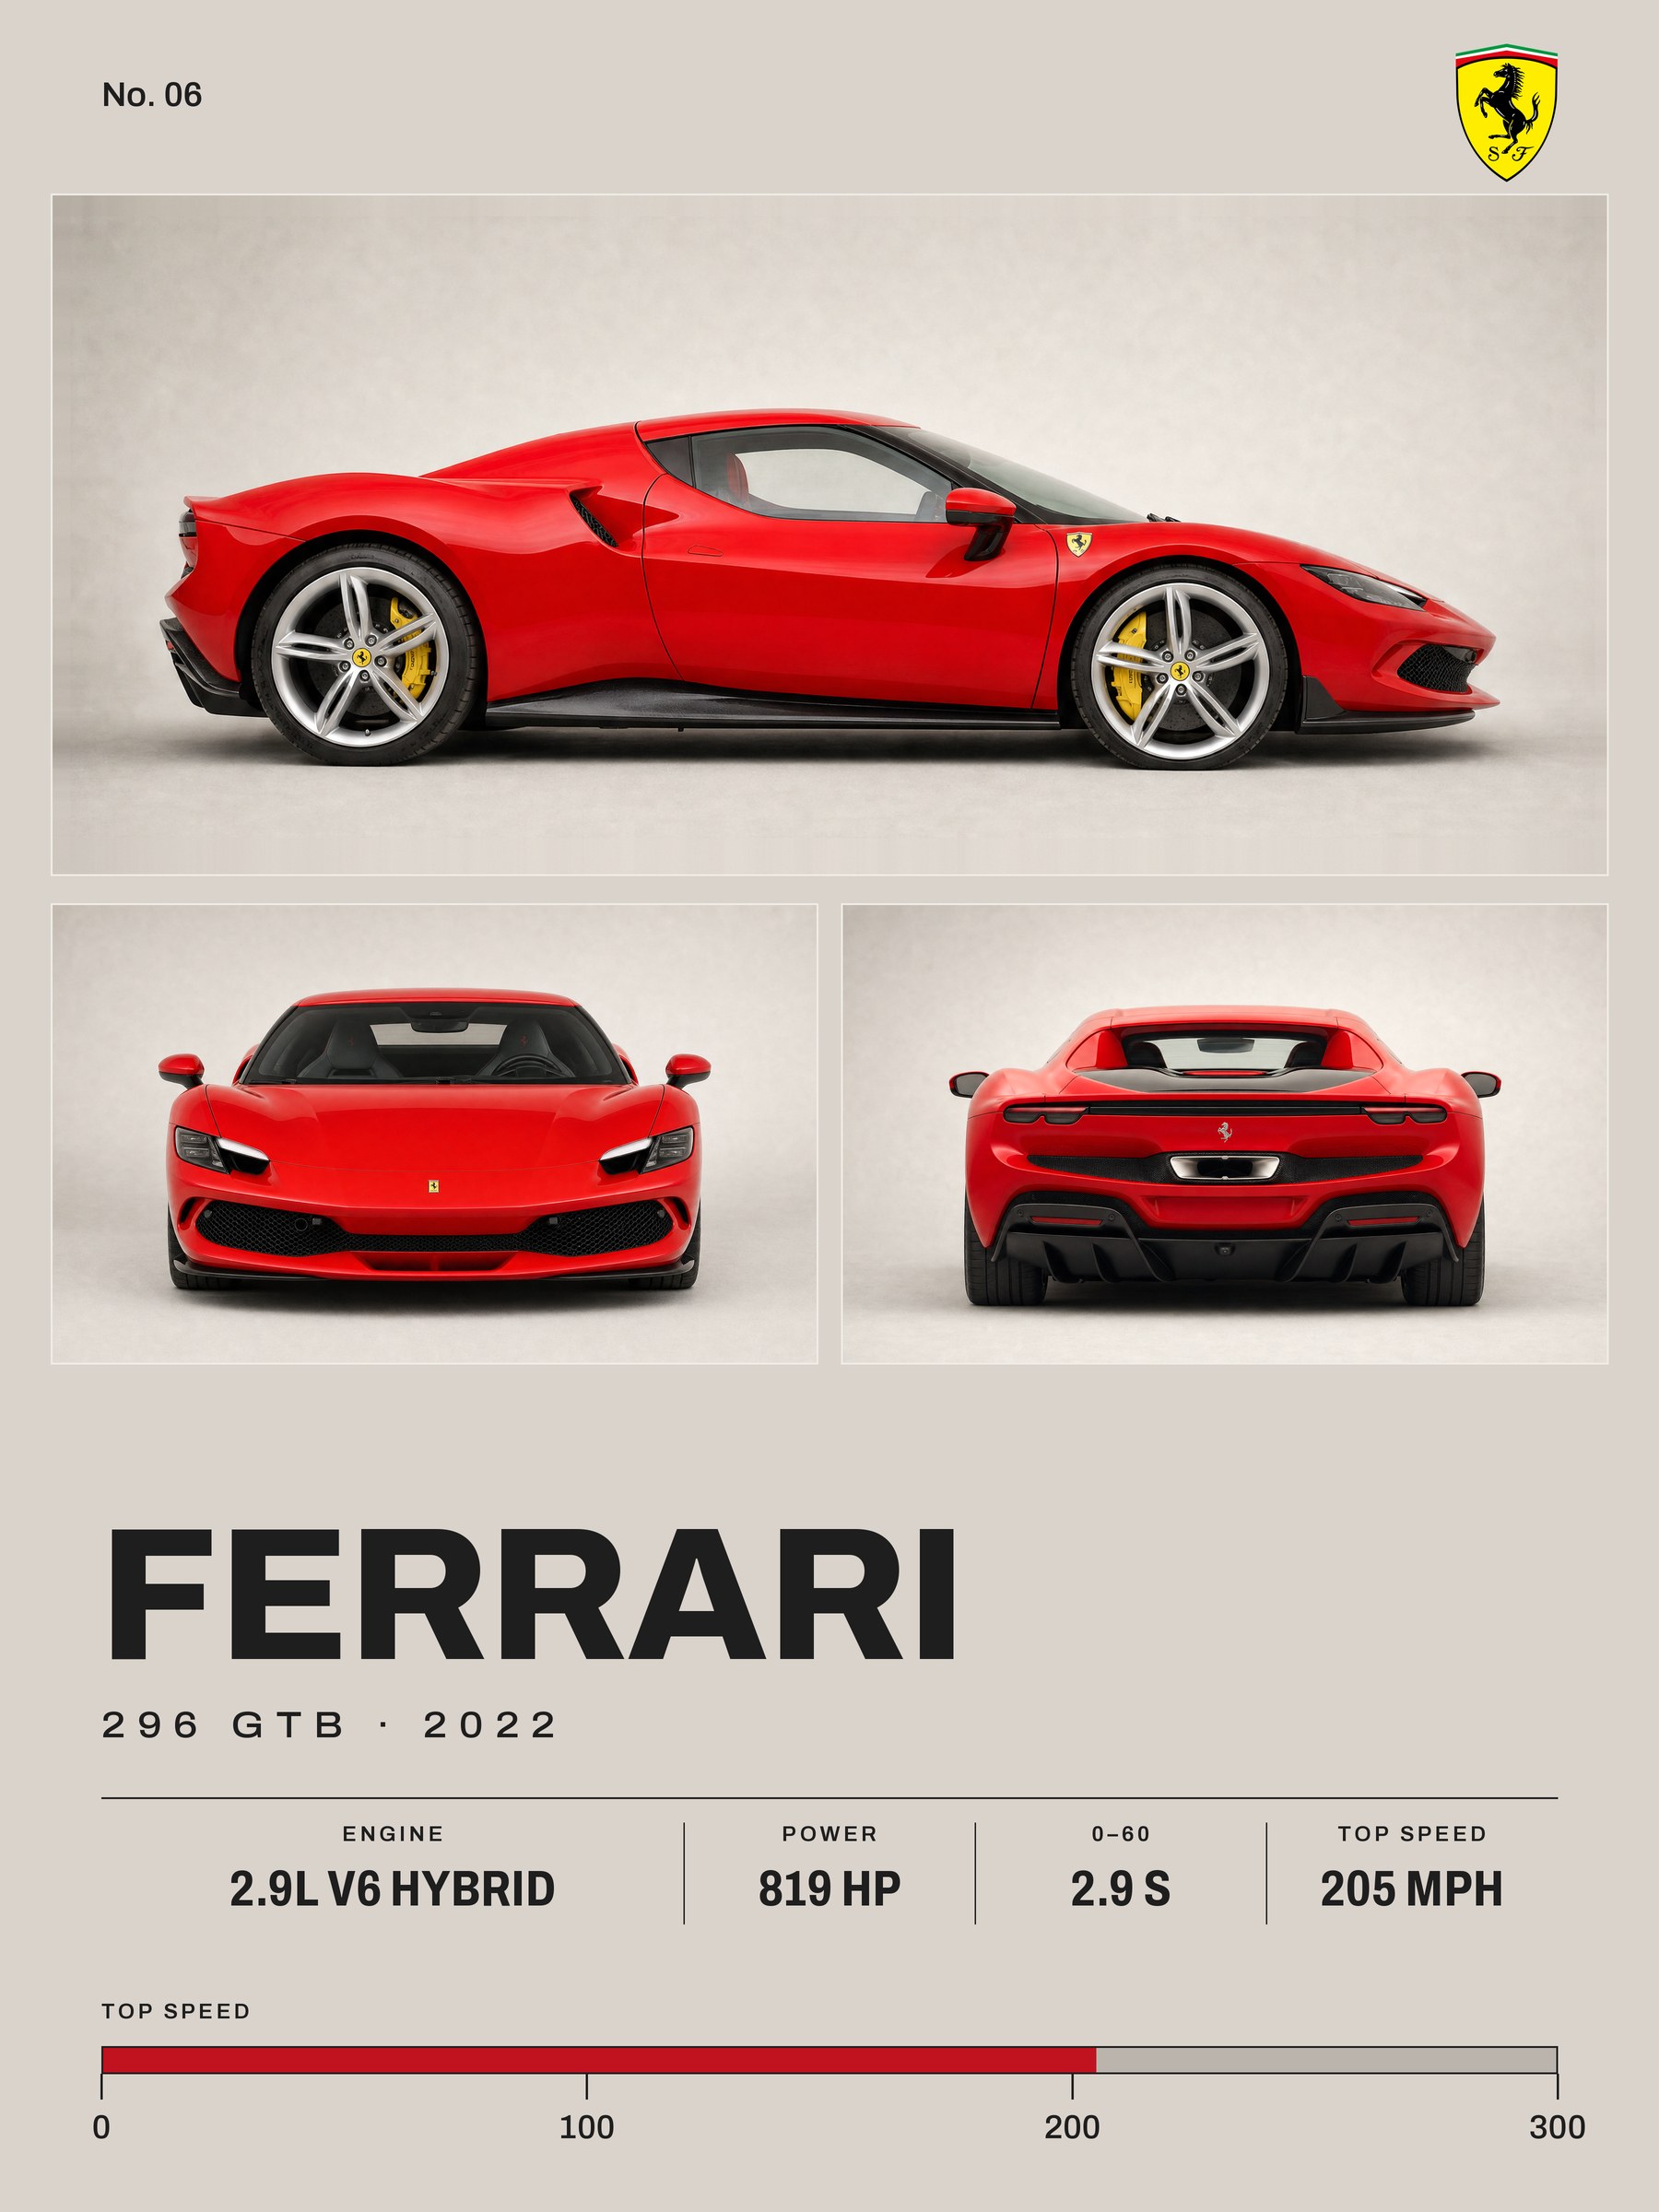 No. 06
S F
FERRARI
296 GTB · 2022
ENGINE
2.9L V6 HYBRID
POWER
819 HP
0–60
2.9 S
TOP SPEED
205 MPH
TOP SPEED
0 100 200 300